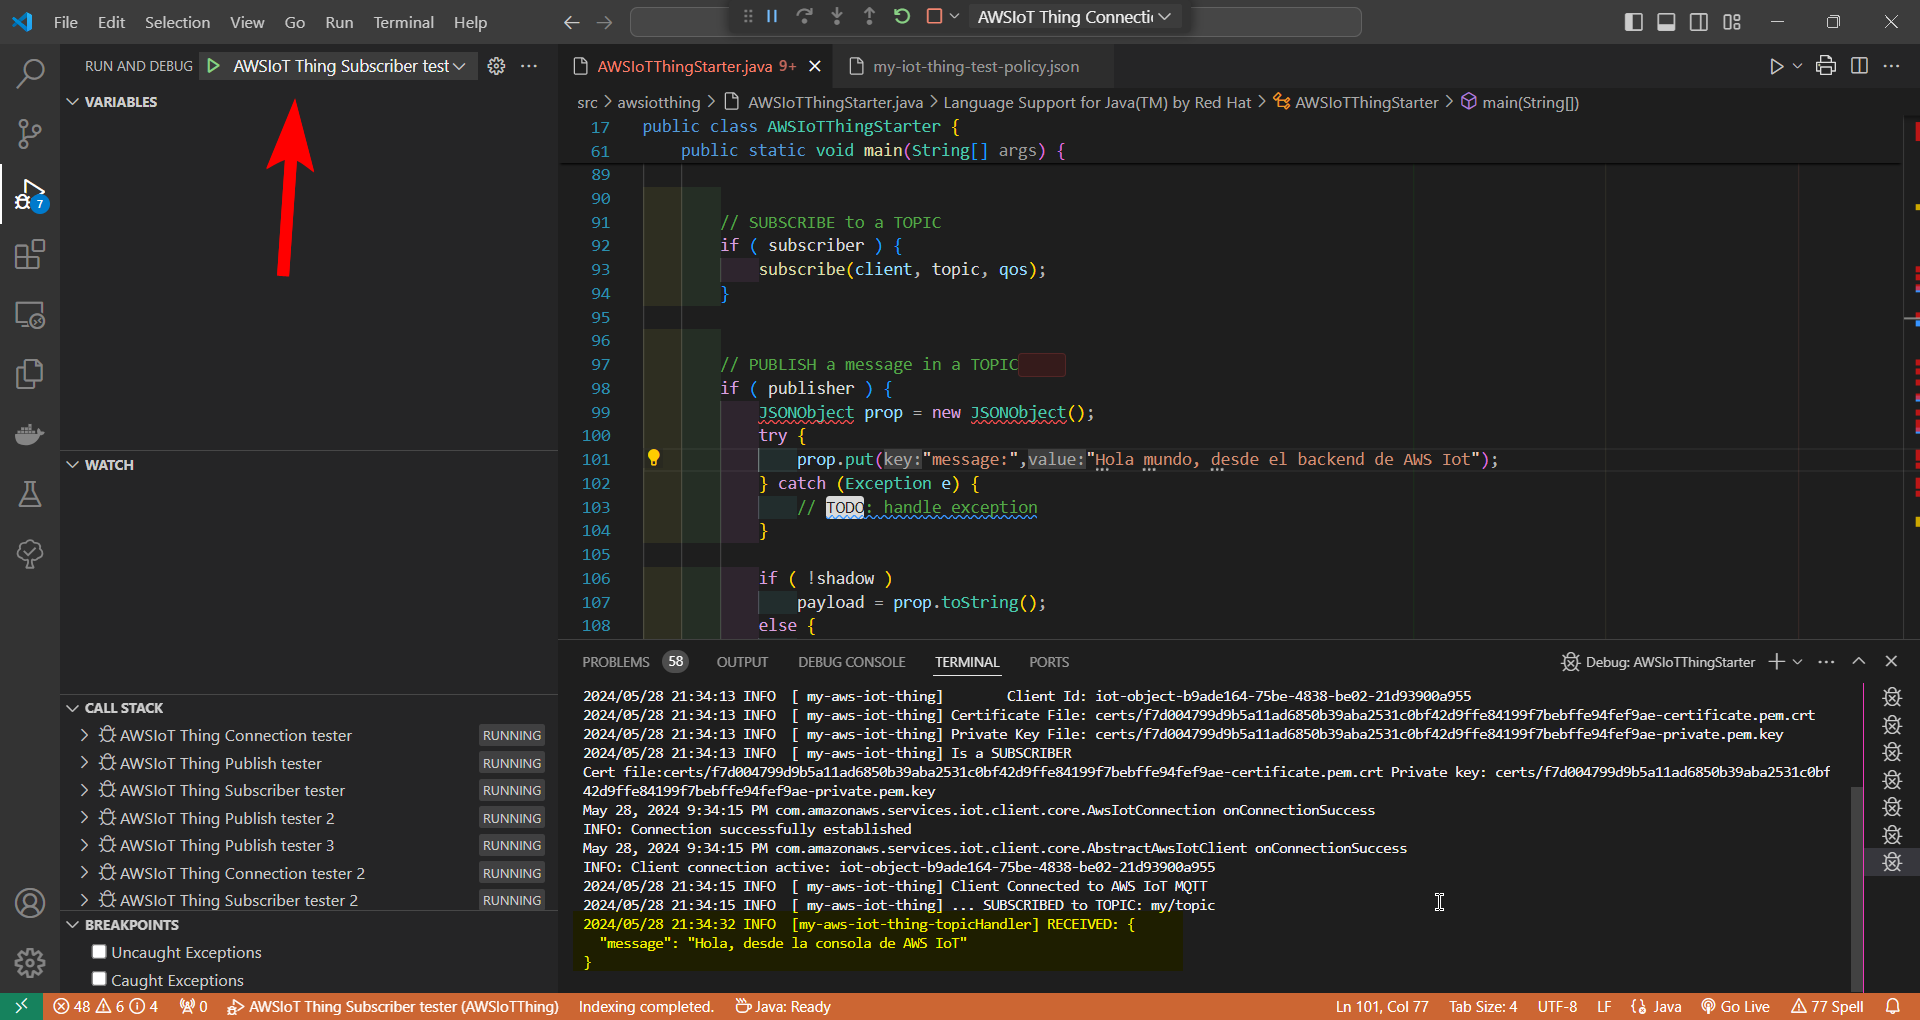 File Edit Selection View Go Run Terminal Help
AWSIoT Thing Connecti
RUN AND DEBUG AWSIoT Thing Subscriber test
VARIABLES
WATCH
CALL STACK
AWSIoT Thing Connection tester RUNNING
AWSIoT Thing Publish tester RUNNING
AWSIoT Thing Subscriber tester RUNNING
AWSIoT Thing Publish tester 2 RUNNING
AWSIoT Thing Publish tester 3 RUNNING
AWSIoT Thing Connection tester 2 RUNNING
AWSIoT Thing Subscriber tester 2 RUNNING
BREAKPOINTS
Uncaught Exceptions
Caught Exceptions
7
AWSIoTThingStarter.java 9+ my-iot-thing-test-policy.json
src > awsiotthing > AWSIoTThingStarter.java > Language Support for Java(TM) by Red Hat > AWSIoTThingStarter > main(String[])
17 public class AWSIoTThingStarter {
61 public static void main(String[] args) {
89
90
91 // SUBSCRIBE to a TOPIC
92 if ( subscriber ) {
93 subscribe(client, topic, qos);
94 }
95
96
97 // PUBLISH a message in a TOPIC
98 if ( publisher ) {
99 JSONObject prop = new JSONObject();
100 try {
101 prop.put(key:"message:",value:"Hola mundo, desde el backend de AWS Iot");
102 } catch (Exception e) {
103 // TODO: handle exception
104 }
105
106 if ( !shadow )
107 payload = prop.toString();
108 else {
PROBLEMS 58 OUTPUT DEBUG CONSOLE TERMINAL PORTS Debug: AWSIoTThingStarter
2024/05/28 21:34:13 INFO [ my-aws-iot-thing] Client Id: iot-object-b9ade164-75be-4838-be02-21d93900a955
2024/05/28 21:34:13 INFO [ my-aws-iot-thing] Certificate File: certs/f7d004799d9b5a11ad6850b39aba2531c0bf42d9ffe84199f7bebffe94fef9ae-certificate.pem.crt
2024/05/28 21:34:13 INFO [ my-aws-iot-thing] Private Key File: certs/f7d004799d9b5a11ad6850b39aba2531c0bf42d9ffe84199f7bebffe94fef9ae-private.pem.key
2024/05/28 21:34:13 INFO [ my-aws-iot-thing] Is a SUBSCRIBER
Cert file:certs/f7d004799d9b5a11ad6850b39aba2531c0bf42d9ffe84199f7bebffe94fef9ae-certificate.pem.crt Private key: certs/f7d004799d9b5a11ad6850b39aba2531c0bf
42d9ffe84199f7bebffe94fef9ae-private.pem.key
May 28, 2024 9:34:15 PM com.amazonaws.services.iot.client.core.AwsIotConnection onConnectionSuccess
INFO: Connection successfully established
May 28, 2024 9:34:15 PM com.amazonaws.services.iot.client.core.AbstractAwsIotClient onConnectionSuccess
INFO: Client connection active: iot-object-b9ade164-75be-4838-be02-21d93900a955
2024/05/28 21:34:15 INFO [ my-aws-iot-thing] Client Connected to AWS IoT MQTT
2024/05/28 21:34:15 INFO [ my-aws-iot-thing] ... SUBSCRIBED to TOPIC: my/topic
2024/05/28 21:34:32 INFO [my-aws-iot-thing-topicHandler] RECEIVED: {
"message": "Hola, desde la consola de AWS IoT"
}
48 6 4 0 AWSIoT Thing Subscriber tester (AWSIoTThing) Indexing completed. Java: Ready Ln 101, Col 77 Tab Size: 4 UTF-8 LF {} Java Go Live 77 Spell